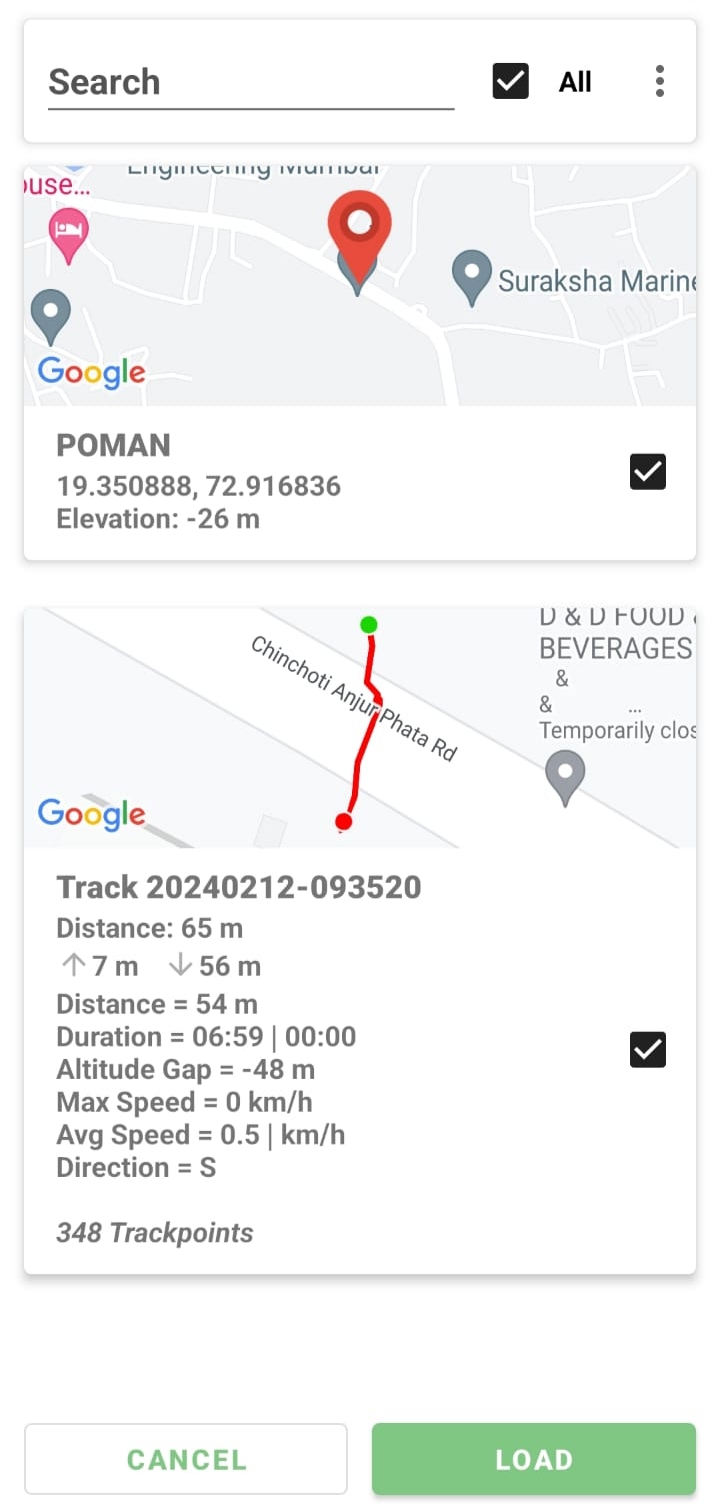 Search
All
Engineering Mumbai
ouse...
Suraksha Marine
Google
POMAN
19.350888, 72.916836
Elevation: -26 m
D & D FOOD &
BEVERAGES
&
& ...
Temporarily clos
Chinchoti Anjur Phata Rd
Google
Track 20240212-093520
Distance: 65 m
↑ 7 m ↓ 56 m
Distance = 54 m
Duration = 06:59 | 00:00
Altitude Gap = -48 m
Max Speed = 0 km/h
Avg Speed = 0.5 | km/h
Direction = S
348 Trackpoints
CANCEL
LOAD